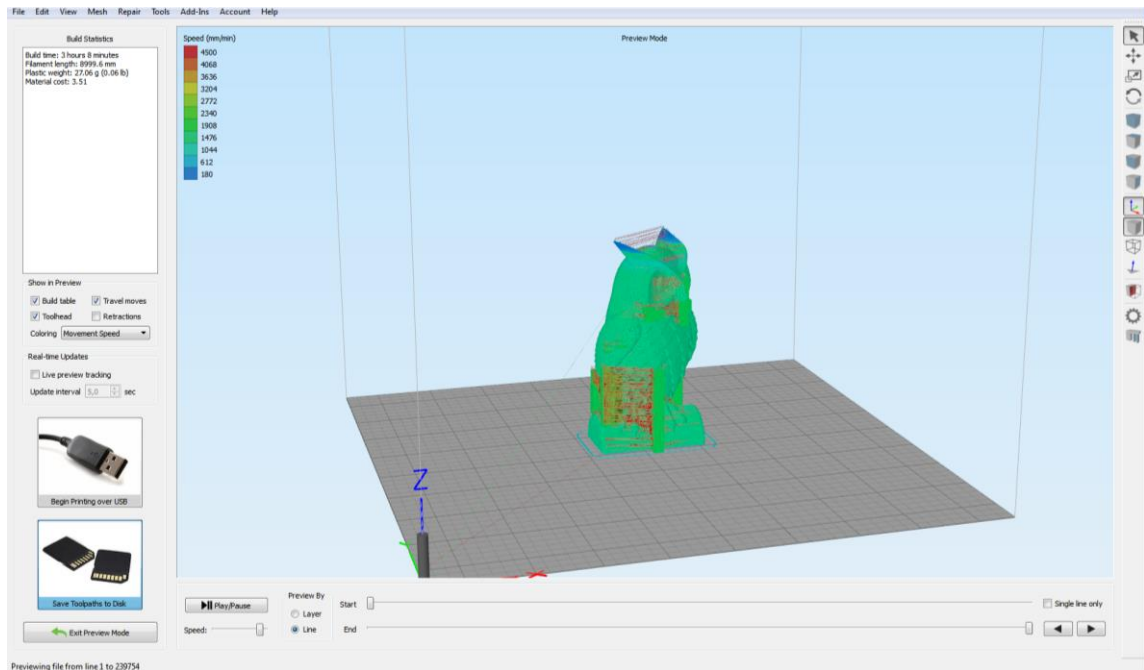 File Edit View Mesh Repair Tools Add-Ins Account Help
Build Statistics
Build time: 3 hours 8 minutes
Filament length: 8999.6 mm
Plastic weight: 27.06 g (0.06 lb)
Material cost: 3.51
Show in Preview
Build table Travel moves
Toolhead Retractions
Coloring Movement Speed
Real-time Updates
Live preview tracking
Update interval 5,0 sec
Begin Printing over USB
Save Toolpaths to Disk
Exit Preview Mode
Speed (mm/min)
4500
4068
3636
3204
2772
2340
1908
1476
1044
612
180
Preview Mode
Z
Play/Pause
Speed:
Preview By
Layer
Line
Start
End
Single line only
Previewing file from line 1 to 239754